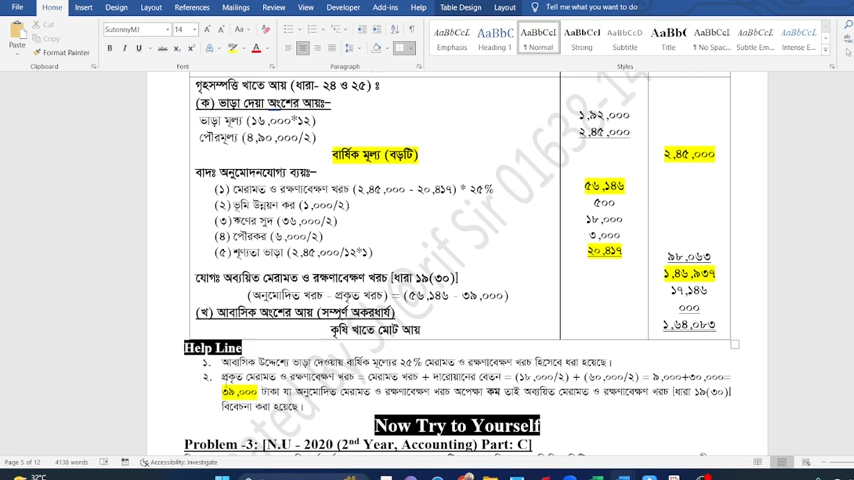 File Home Insert Design Layout References Mailings Review View Developer Add-ins Help Table Design Layout Tell me what you want to do
Cut
Copy
Paste
Format Painter
SutonnyMJ 14
Emphasis Heading 1 ¶ Normal Strong Subtitle Title ¶ No Spac... Subtle Em... Intense E...
Clipboard Font Paragraph Styles
গৃহসম্পত্তি খাতে আয় (ধারা- ২৪ ও ২৫) ঃ
(ক) ভাড়া দেয়া অংশের আয়ঃ-
ভাড়া মূল্য (১৬,০০০*১২) ১,৯২,০০০
পৌরমূল্য (৪,৯০,০০০/২) ২,৪৫,০০০
বার্ষিক মূল্য (বড়টি) ২,৪৫,০০০
বাদঃ অনুমোদনযোগ্য ব্যয়ঃ-
(১) মেরামত ও রক্ষণাবেক্ষণ খরচ (২,৪৫,০০০ - ২০,৪১৭) * ২৫% ৫৬,১৪৬
(২) ভূমি উন্নয়ন কর (১,০০০/২) ৫০০
(৩) ঋণের সুদ (৩৬,০০০/২) ১৮,০০০
(৪) পৌরকর (৬,০০০/২) ৩,০০০
(৫) শূণ্যতা ভাড়া (২,৪৫,০০০/১২*১) ২০,৪১৭ ৯৮,০৬৩
১,৪৬,৯৩৭
যোগঃ অব্যয়িত মেরামত ও রক্ষণাবেক্ষণ খরচ [ধারা ১৯(৩০)]
(অনুমোদিত খরচ - প্রকৃত খরচ) = (৫৬,১৪৬ - ৩৯,০০০) ১৭,১৪৬
(খ) আবাসিক অংশের আয় (সম্পূর্ণ অকরধার্য) ০০০
কৃষি খাতে মোট আয় ১,৬৪,০৮৩
Help Line
১. আবাসিক উদ্দেশ্যে ভাড়া দেওয়ায় বার্ষিক মূল্যের ২৫% মেরামত ও রক্ষণাবেক্ষণ খরচ হিসেবে ধরা হয়েছে।
২. প্রকৃত মেরামত ও রক্ষণাবেক্ষণ খরচ = মেরামত খরচ + দারোয়ানের বেতন = (১৮,০০০/২) + (৬০,০০০/২) = ৯,০০০+৩০,০০০=
৩৯,০০০ টাকা যা অনুমোদিত মেরামত ও রক্ষণাবেক্ষণ খরচ অপেক্ষা কম তাই অব্যয়িত মেরামত ও রক্ষণাবেক্ষণ খরচ [ধারা ১৯(৩০)]
বিবেচনা করা হয়েছে।
Now Try to Yourself
Problem -3: [N.U - 2020 (2nd Year, Accounting) Part: C]
Page 5 of 12 4138 words Accessibility: Investigate
32°C